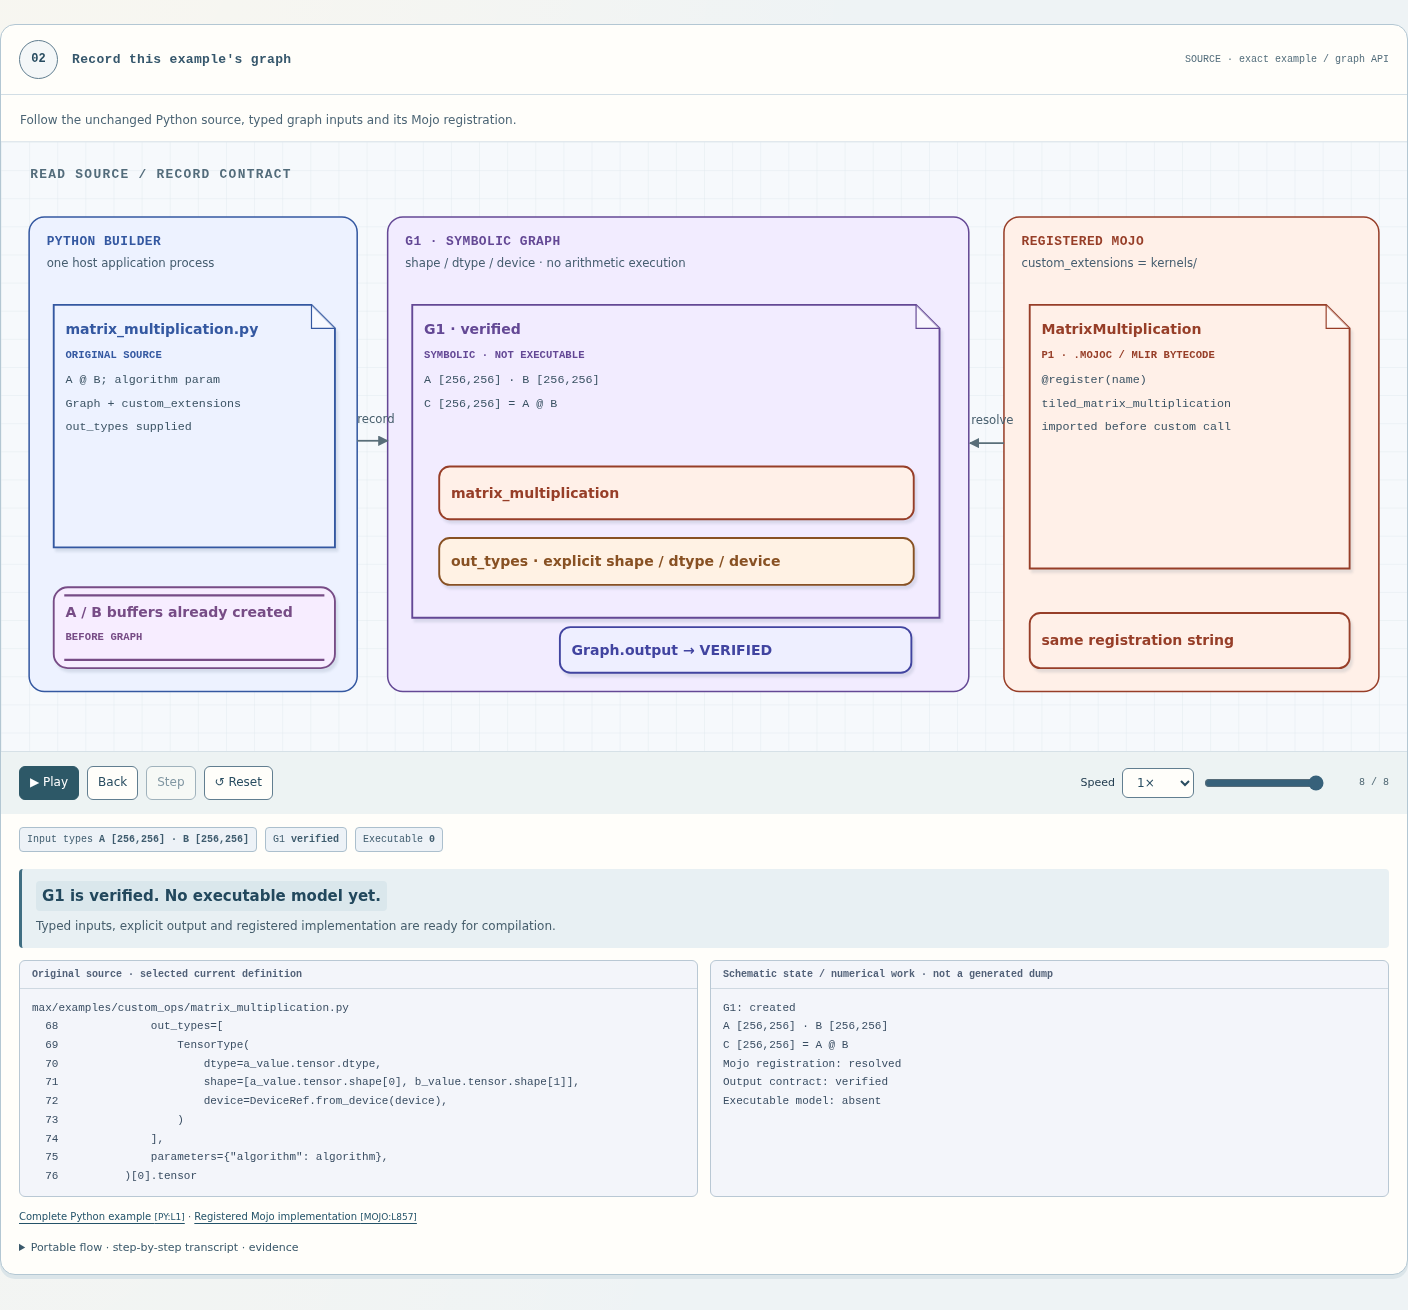 02
Record this example's graph
SOURCE · exact example / graph API
Follow the unchanged Python source, typed graph inputs and its Mojo registration.
READ SOURCE / RECORD CONTRACT
PYTHON BUILDER
one host application process
matrix_multiplication.py
ORIGINAL SOURCE
A @ B; algorithm param
Graph + custom_extensions
out_types supplied
A / B buffers already created
BEFORE GRAPH
record
G1 · SYMBOLIC GRAPH
shape / dtype / device · no arithmetic execution
G1 · verified
SYMBOLIC · NOT EXECUTABLE
A [256,256] · B [256,256]
C [256,256] = A @ B
matrix_multiplication
out_types · explicit shape / dtype / device
Graph.output → VERIFIED
resolve
REGISTERED MOJO
custom_extensions = kernels/
MatrixMultiplication
P1 · .MOJOC / MLIR BYTECODE
@register(name)
tiled_matrix_multiplication
imported before custom call
same registration string
▶ Play
Back
Step
↺ Reset
Speed
1×
8 / 8
Input types A [256,256] · B [256,256]
G1 verified
Executable 0
G1 is verified. No executable model yet.
Typed inputs, explicit output and registered implementation are ready for compilation.
Original source · selected current definition
max/examples/custom_ops/matrix_multiplication.py
68              out_types=[
69                  TensorType(
70                      dtype=a_value.tensor.dtype,
71                      shape=[a_value.tensor.shape[0], b_value.tensor.shape[1]],
72                      device=DeviceRef.from_device(device),
73                  )
74              ],
75              parameters={"algorithm": algorithm},
76          )[0].tensor
Schematic state / numerical work · not a generated dump
G1: created
A [256,256] · B [256,256]
C [256,256] = A @ B
Mojo registration: resolved
Output contract: verified
Executable model: absent
Complete Python example [PY:L1] · Registered Mojo implementation [MOJO:L857]
▶ Portable flow · step-by-step transcript · evidence